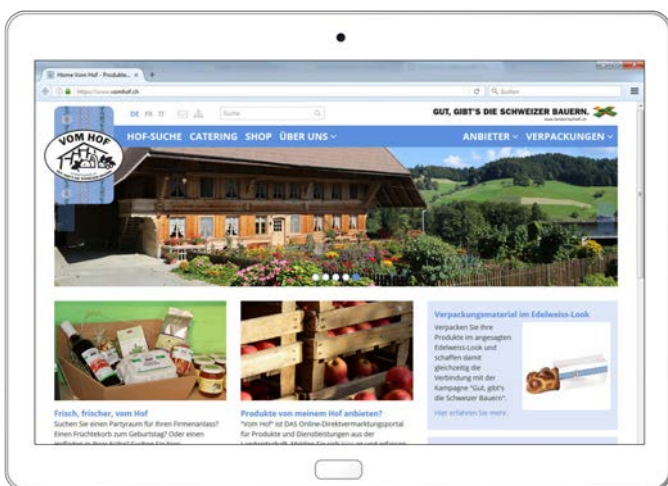 Home Vom Hof - Produkte...
https://www.vomhof.ch
Suchen
DE FR IT
Suche
GUT, GIBT'S DIE SCHWEIZER BAUERN.
www.landwirtschaft.ch
VOM HOF
HOF-SUCHE CATERING SHOP ÜBER UNS
ANBIETER VERPACKUNGEN
Frisch, frischer, vom Hof
Suchen Sie einen Partyraum für Ihren Firmenanlass?
Einen Früchtekorb zum Geburtstag? Oder einen
Produkte von meinem Hof anbieten?
"Vom Hof" ist DAS Online-Direktvermarktungsportal
für Produkte und Dienstleistungen aus der
Verpackungsmaterial im Edelweiss-Look
Verpacken Sie Ihre
Produkte im angesagten
Edelweiss-Look und
schaffen damit
gleichzeitig die
Verbindung mit der
Kampagne "Gut, gibt's
die Schweizer Bauern".
Hier erfahren Sie mehr.